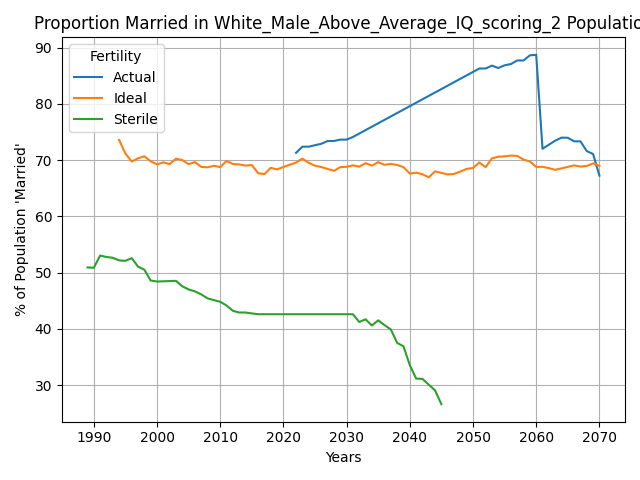 Proportion Married in White_Male_Above_Average_IQ_scoring_2 Populatio
Fertility
Actual
Ideal
Sterile
% of Population 'Married'
90
80
70
60
50
40
30
1990 2000 2010 2020 2030 2040 2050 2060 2070
Years